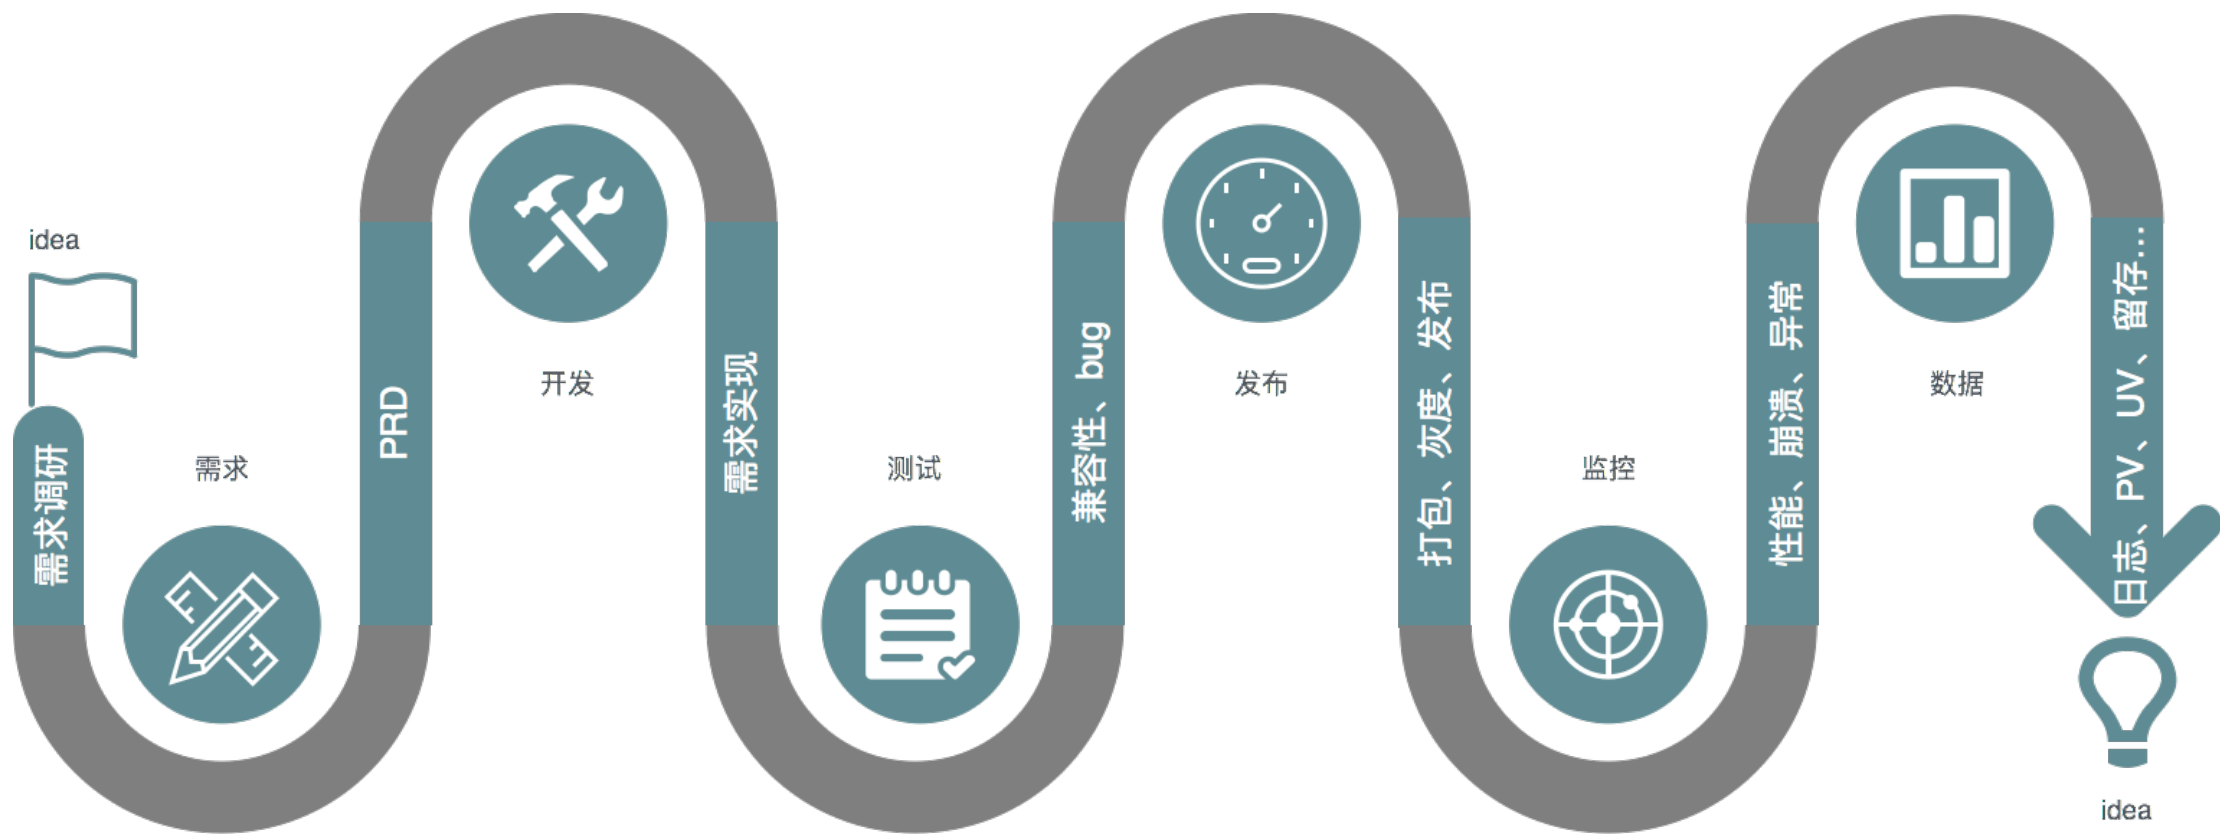 idea
需求调研
需求
PRD
开发
需求实现
测试
兼容性、bug
发布
打包、灰度、发布
监控
性能、崩溃、异常
数据
日志、PV、UV、留存...
idea